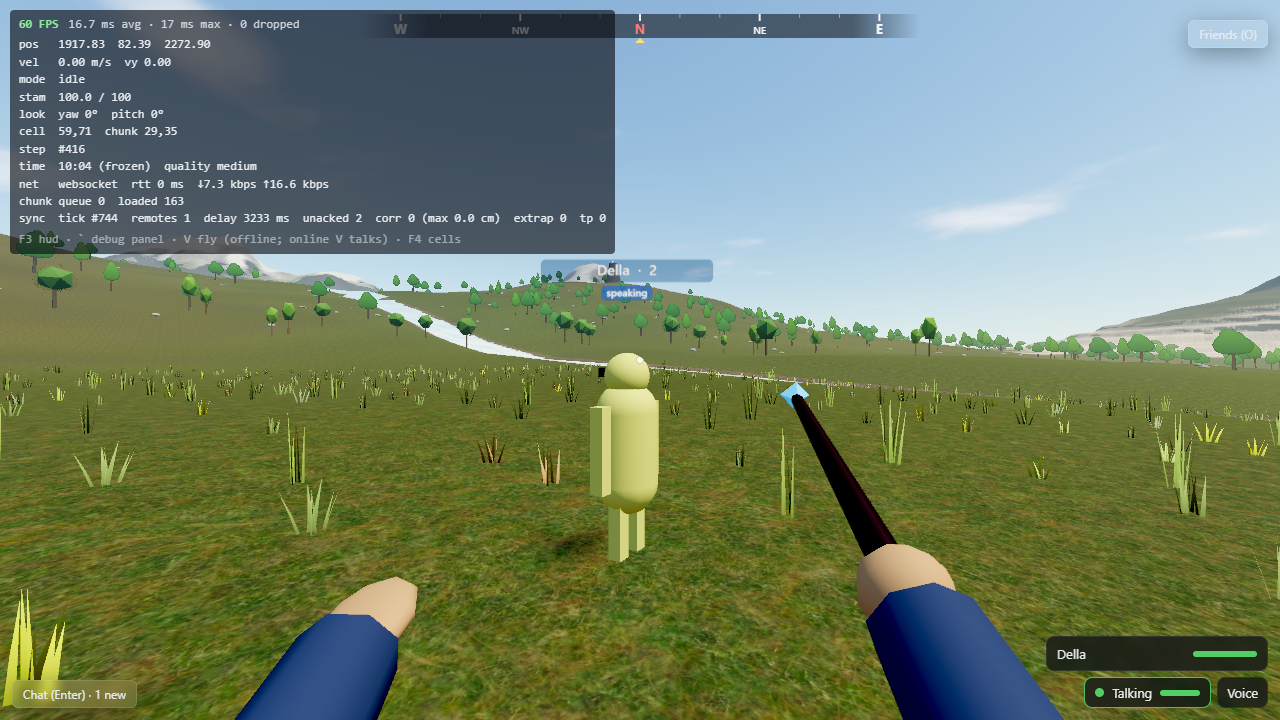 60 FPS 16.7 ms avg · 17 ms max · 0 dropped
pos 1917.83 82.39 2272.90
vel 0.00 m/s vy 0.00
mode idle
stam 100.0 / 100
look yaw 0° pitch 0°
cell 59,71 chunk 29,35
step #416
time 10:04 (frozen) quality medium
net websocket rtt 0 ms ↓7.3 kbps ↑16.6 kbps
chunk queue 0 loaded 163
sync tick #744 remotes 1 delay 3233 ms unacked 2 corr 0 (max 0.0 cm) extrap 0 tp 0
F3 hud · ` debug panel · V fly (offline; online V talks) · F4 cells
W NW N NE E
Friends (O)
Della · 2
speaking
Della
Talking
Voice
Chat (Enter) · 1 new